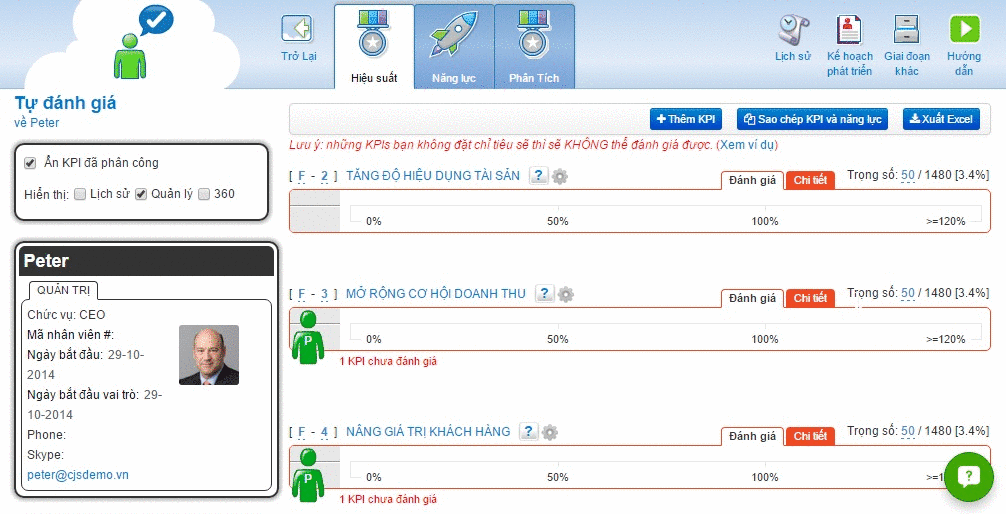 Trở Lại
Hiệu suất
Năng lực
Phân Tích
Lịch sử
Kế hoạch
phát triển
Giai đoạn
khác
Hướng
dẫn
Tự đánh giá
về Peter
Ẩn KPI đã phân công
Hiển thị: Lịch sử Quản lý 360
Peter
QUẢN TRỊ
Chức vụ: CEO
Mã nhân viên #:
Ngày bắt đầu: 29-10-
2014
Ngày bắt đầu vai trò: 29-
10-2014
Phone:
Skype:
peter@cjsdemo.vn
Thêm KPI
Sao chép KPI và năng lực
Xuất Excel
Lưu ý: những KPIs bạn không đặt chỉ tiêu sẽ thì sẽ KHÔNG thể đánh giá được. (Xem ví dụ)
[ F - 2 ] TĂNG ĐỘ HIỆU DỤNG TÀI SẢN ? Đánh giá Chi tiết Trọng số: 50 / 1480 [3.4%]
0% 50% 100% >=120%
[ F - 3 ] MỞ RỘNG CƠ HỘI DOANH THU ? Đánh giá Chi tiết Trọng số: 50 / 1480 [3.4%]
P 0% 50% 100% >=120%
1 KPI chưa đánh giá
[ F - 4 ] NÂNG GIÁ TRỊ KHÁCH HÀNG ? Đánh giá Chi tiết Trọng số: 50 / 1480 [3.4%]
P 0% 50% 100% >=1
1 KPI chưa đánh giá
?